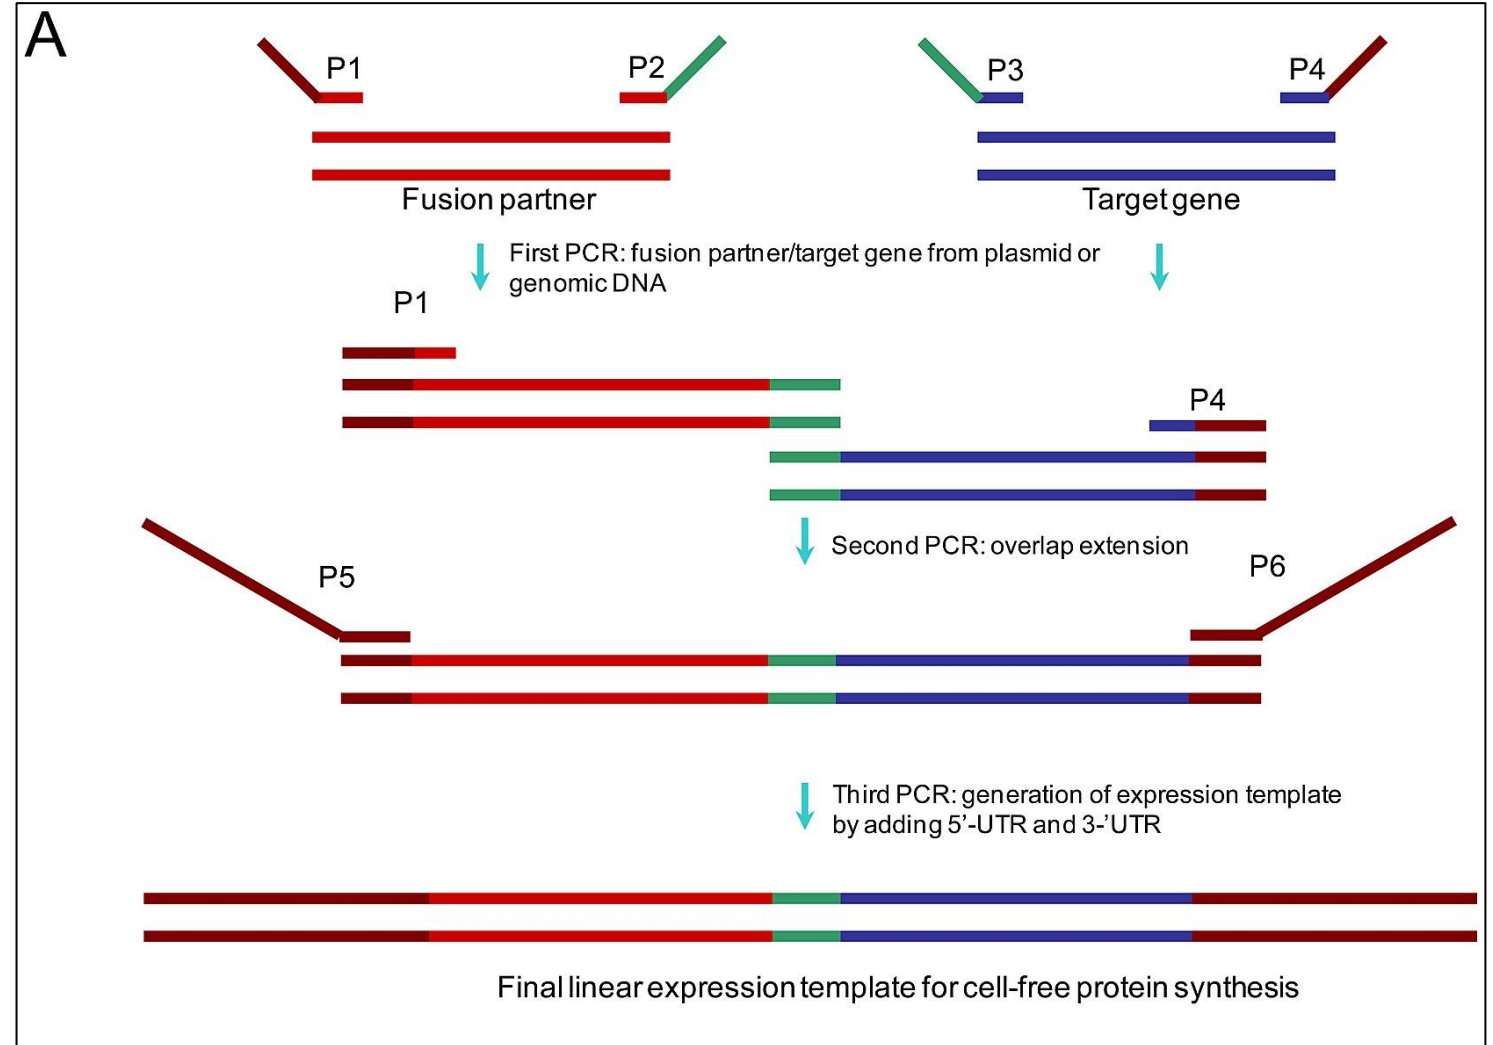 A
P1
P2
P3
P4
Fusion partner
Target gene
First PCR: fusion partner/target gene from plasmid or
genomic DNA
P1
P4
Second PCR: overlap extension
P5
P6
Third PCR: generation of expression template
by adding 5’-UTR and 3-’UTR
Final linear expression template for cell-free protein synthesis